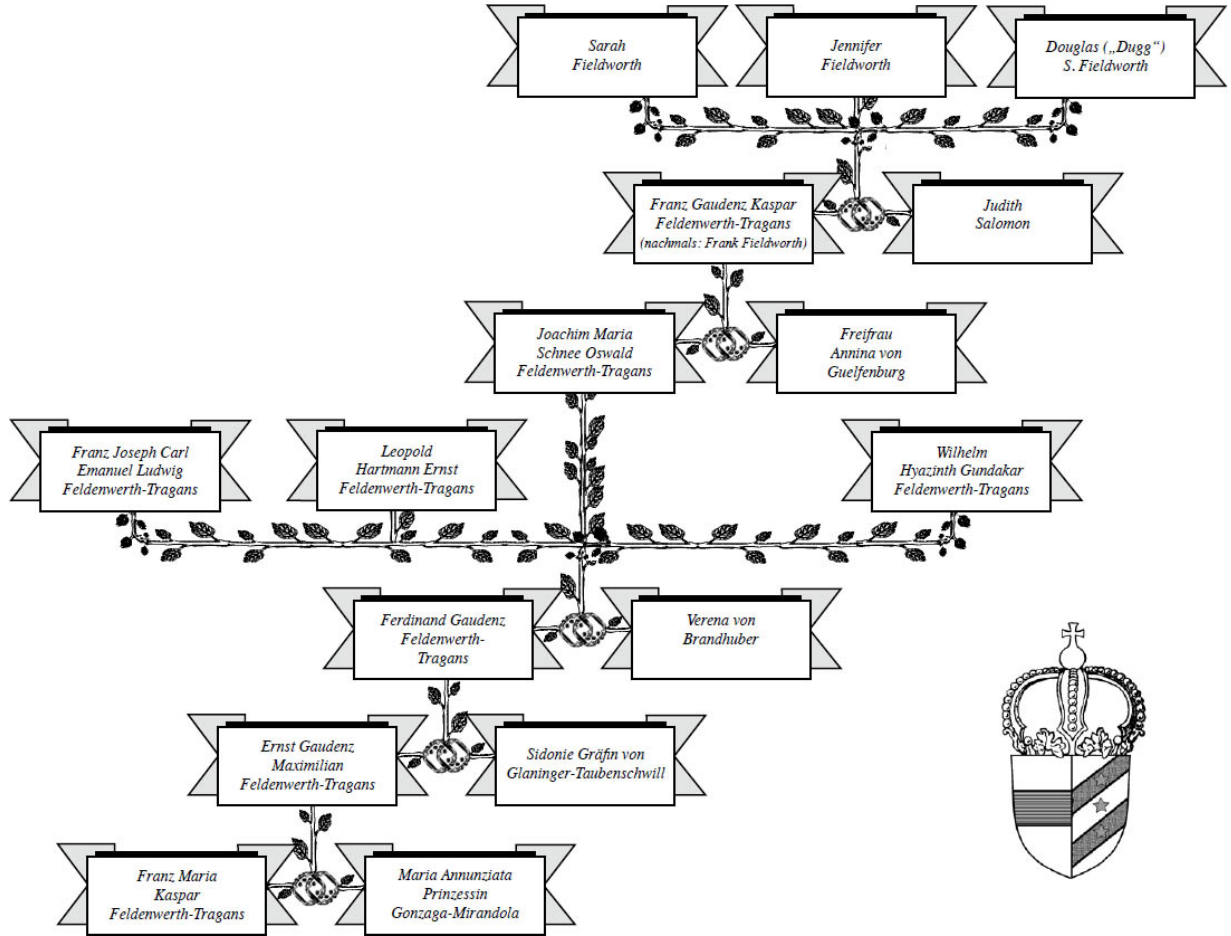 Sarah
Fieldworth
Jennifer
Fieldworth
Douglas („Dugg“)
S. Fieldworth
Franz Gaudenz Kaspar
Feldenwerth-Tragans
(nachmals: Frank Fieldworth)
Judith
Salomon
Joachim Maria
Schnee Oswald
Feldenwerth-Tragans
Freifrau
Annina von
Guelfenburg
Franz Joseph Carl
Emanuel Ludwig
Feldenwerth-Tragans
Leopold
Hartmann Ernst
Feldenwerth-Tragans
Wilhelm
Hyazinth Gundakar
Feldenwerth-Tragans
Ferdinand Gaudenz
Feldenwerth-
Tragans
Verena von
Brandhuber
Ernst Gaudenz
Maximilian
Feldenwerth-Tragans
Sidonie Gräfin von
Glaninger-Taubenschwill
Franz Maria
Kaspar
Feldenwerth-Tragans
Maria Annunziata
Prinzessin
Gonzaga-Mirandola